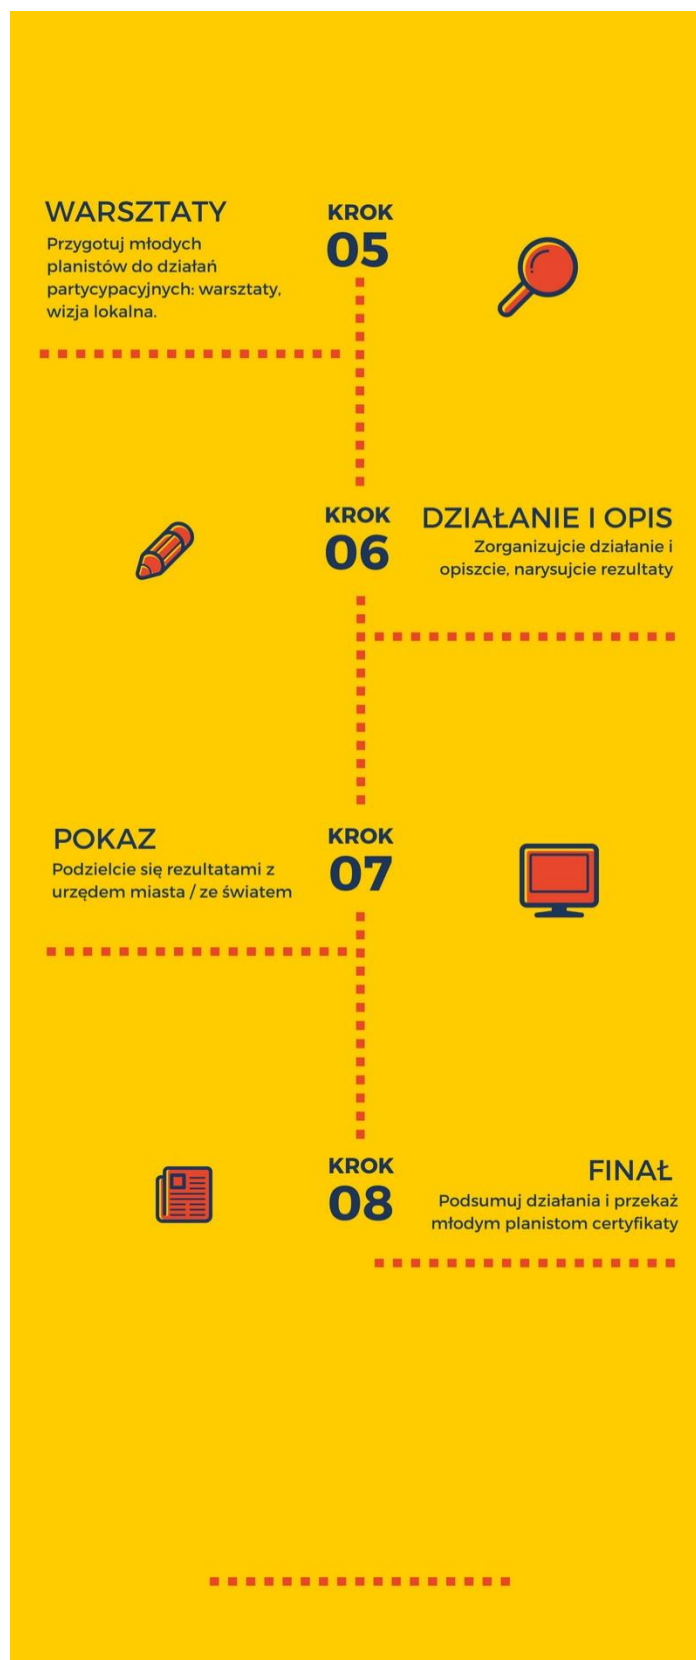 WARSZTATY
Przygotuj młodych
planistów do działań
partycypacyjnych: warsztaty,
wizja lokalna.
KROK
05
KROK
06
DZIAŁANIE I OPIS
Zorganizujcie działanie i
opiszcie, narysujcie rezultaty
POKAZ
Podzielcie się rezultatami z
urzędem miasta / ze światem
KROK
07
KROK
08
FINAŁ
Podsumuj działania i przekaż
młodym planistom certyfikaty